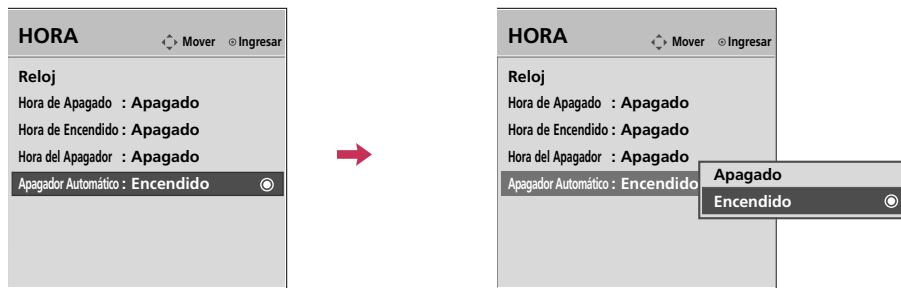 HORA
Mover Ingresar
Reloj
Hora de Apagado : Apagado
Hora de Encendido : Apagado
Hora del Apagador : Apagado
Apagador Automático : Encendido
HORA
Mover Ingresar
Reloj
Hora de Apagado : Apagado
Hora de Encendido : Apagado
Hora del Apagador : Apagado
Apagador Automático : Encendido
Apagado
Encendido